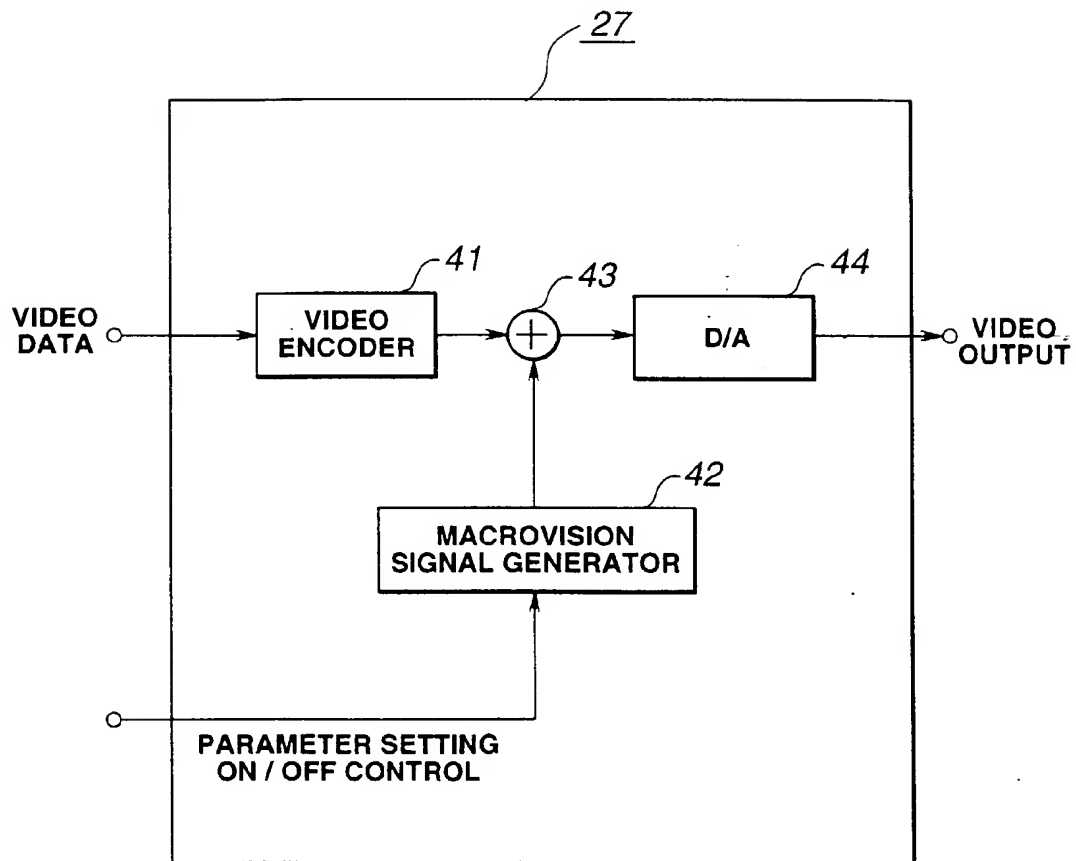 27
41
43
44
VIDEO
DATA
VIDEO
ENCODER
+
D/A
VIDEO
OUTPUT
42
MACROVISION
SIGNAL GENERATOR
PARAMETER SETTING
ON / OFF CONTROL